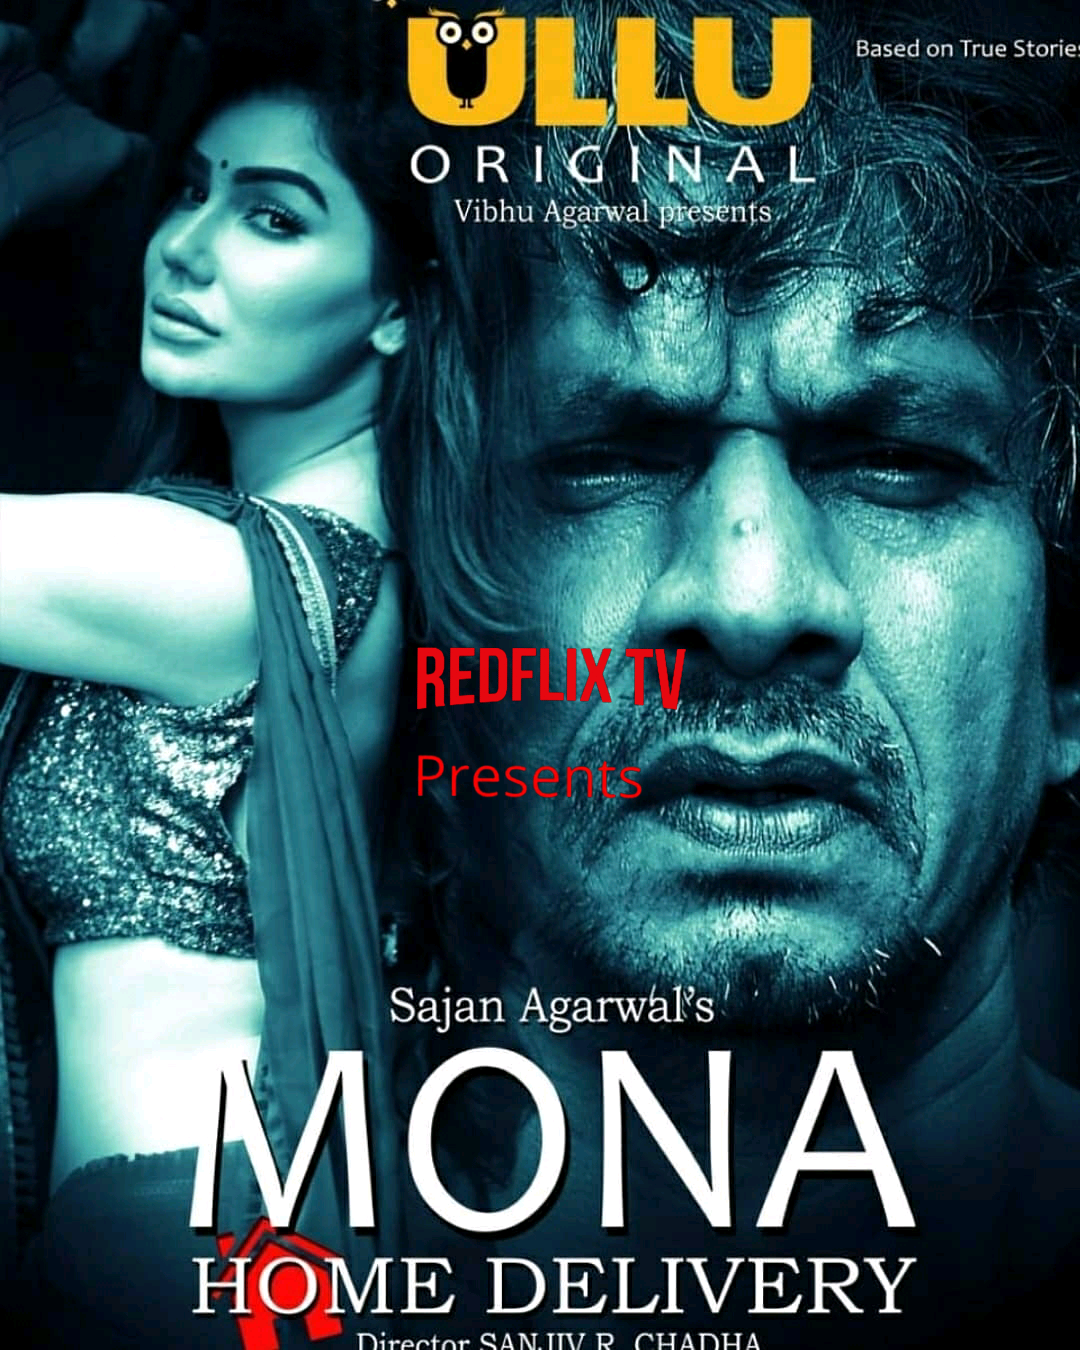 ULLU
Based on True Stories
ORIGINAL
Vibhu Agarwal presents
REDFLIX TV
Presents
Sajan Agarwal's
MONA
HOME DELIVERY
Director SANJIV R. CHADHA